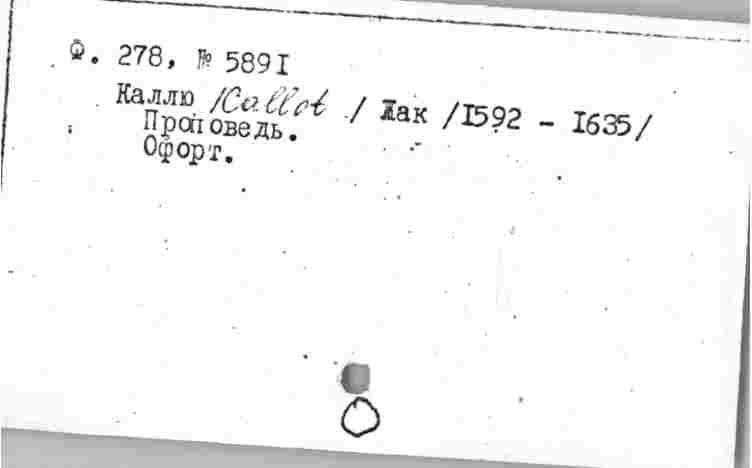 Ф. 278, № 5891
Каллю /Callot/ Жак /1592 - 1635/
Проповедь.
Офорт.